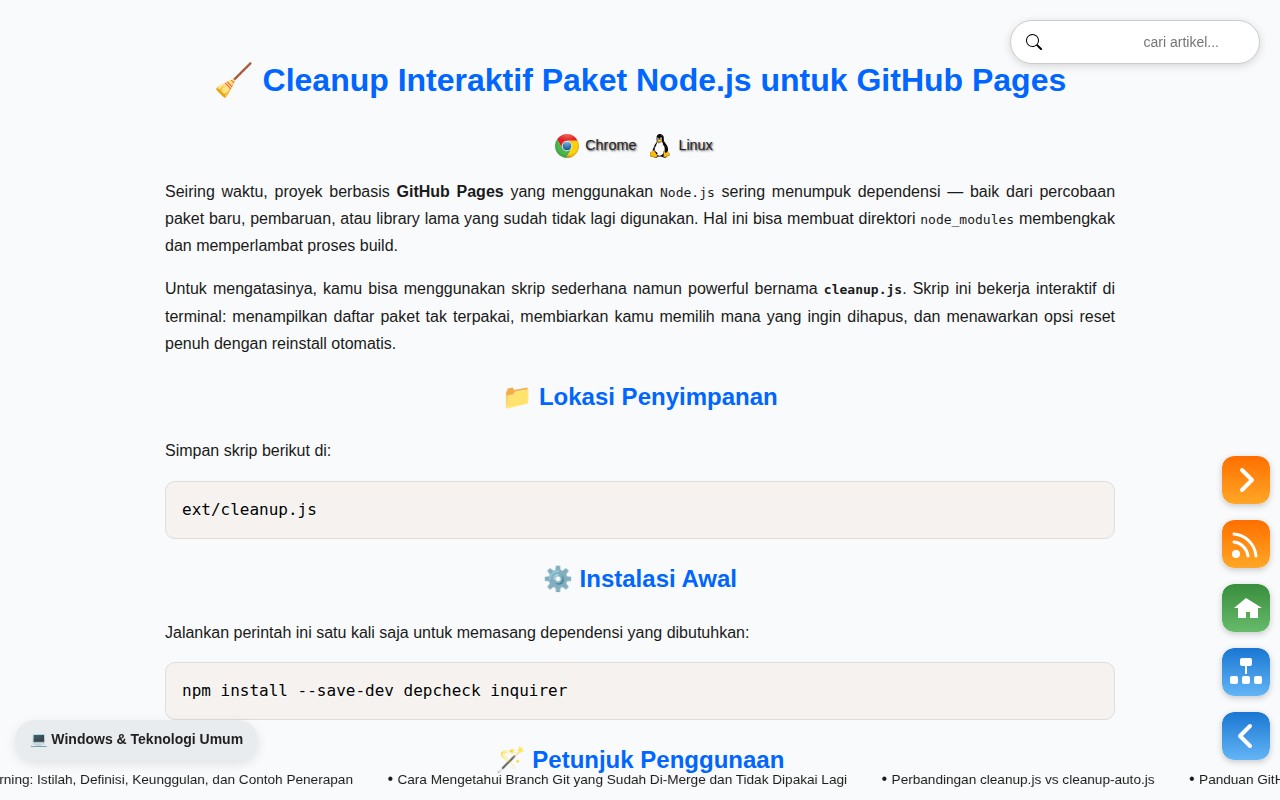 cari artikel...
🧹 Cleanup Interaktif Paket Node.js untuk GitHub Pages
Chrome Linux
Seiring waktu, proyek berbasis GitHub Pages yang menggunakan Node.js sering menumpuk dependensi — baik dari percobaan
paket baru, pembaruan, atau library lama yang sudah tidak lagi digunakan. Hal ini bisa membuat direktori node_modules membengkak
dan memperlambat proses build.
Untuk mengatasinya, kamu bisa menggunakan skrip sederhana namun powerful bernama cleanup.js. Skrip ini bekerja interaktif di
terminal: menampilkan daftar paket tak terpakai, membiarkan kamu memilih mana yang ingin dihapus, dan menawarkan opsi reset
penuh dengan reinstall otomatis.
📁 Lokasi Penyimpanan
Simpan skrip berikut di:
ext/cleanup.js
⚙️ Instalasi Awal
Jalankan perintah ini satu kali saja untuk memasang dependensi yang dibutuhkan:
npm install --save-dev depcheck inquirer
💻 Windows & Teknologi Umum
🪄 Petunjuk Penggunaan
rning: Istilah, Definisi, Keunggulan, dan Contoh Penerapan • Cara Mengetahui Branch Git yang Sudah Di-Merge dan Tidak Dipakai Lagi • Perbandingan cleanup.js vs cleanup-auto.js • Panduan GitH